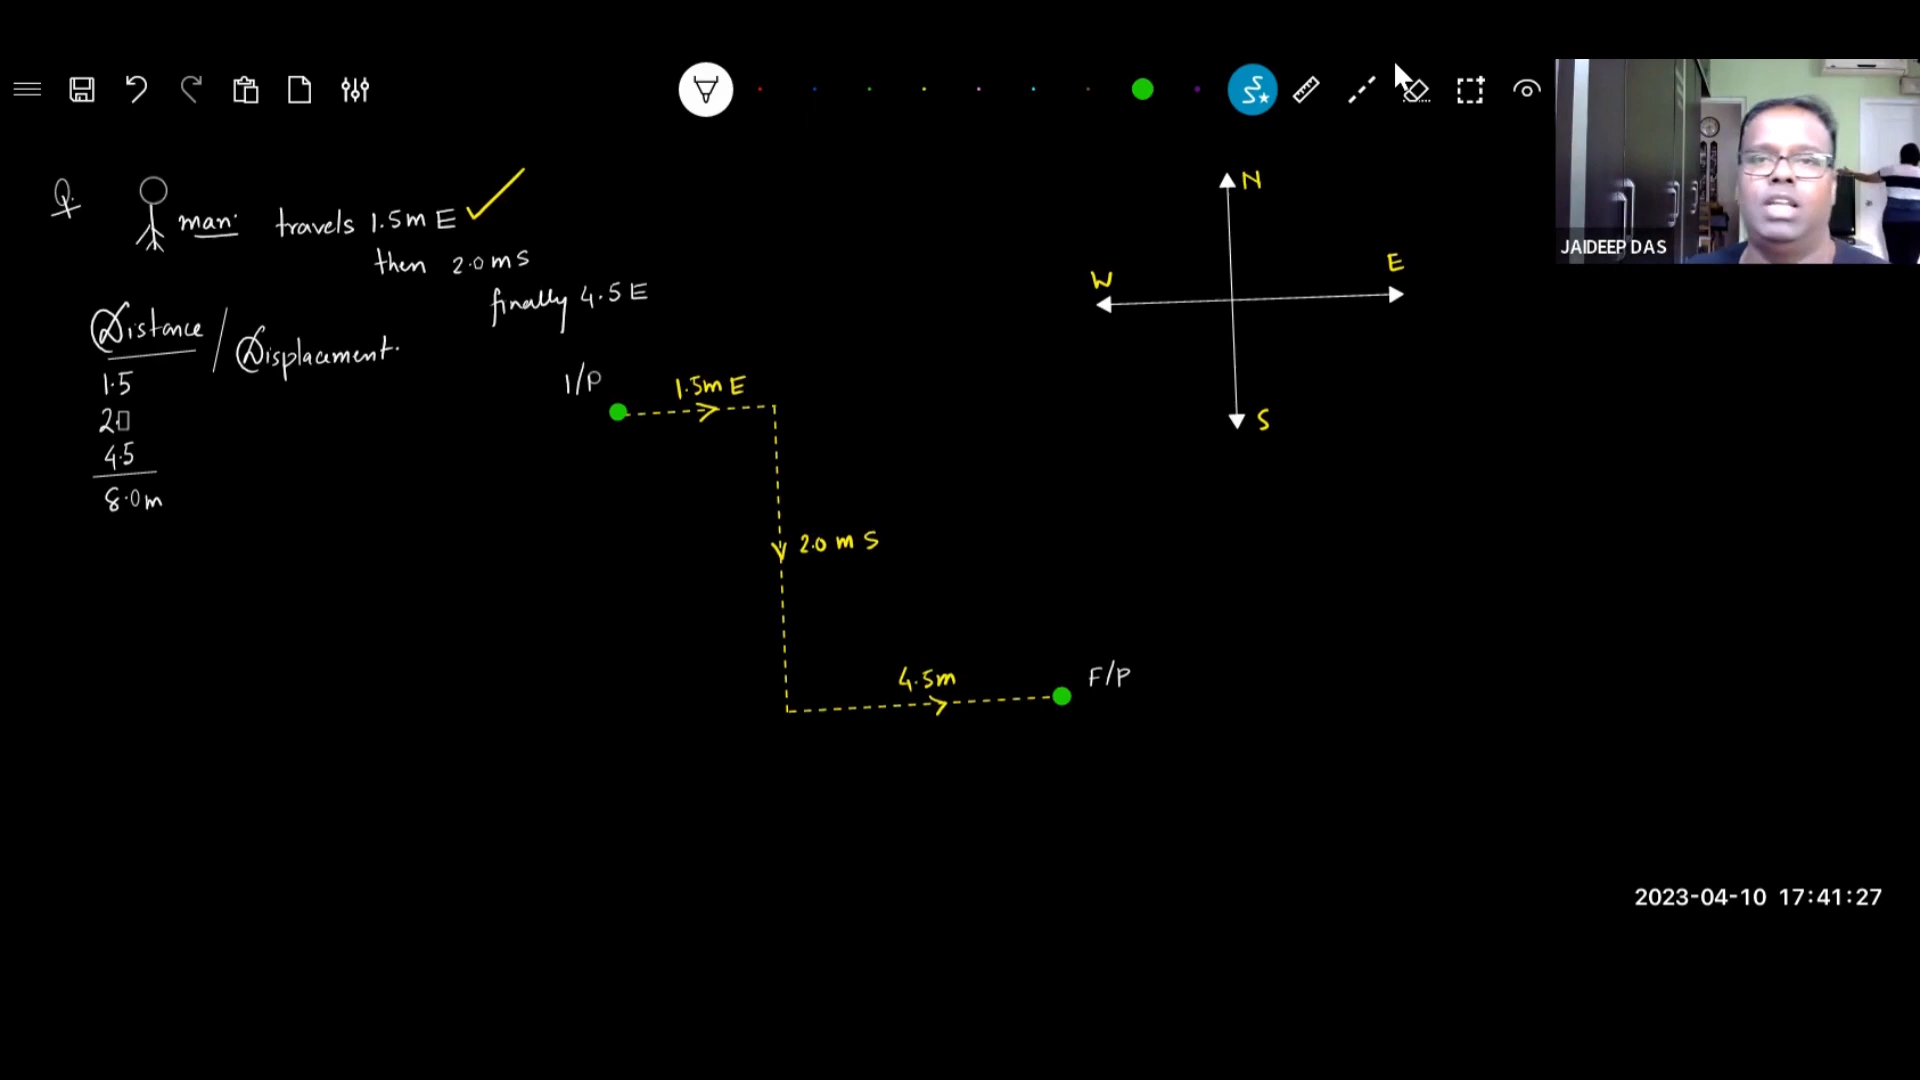 Q.
man: travels 1.5m E
then 2.0 m S
finally 4.5 E
Distance / Displacement.
1.5
2.0
4.5
8.0m
I/P
1.5m E
2.0 m S
4.5m
F/P
N
W
E
S
JAIDEEP DAS
2023-04-10 17:41:27